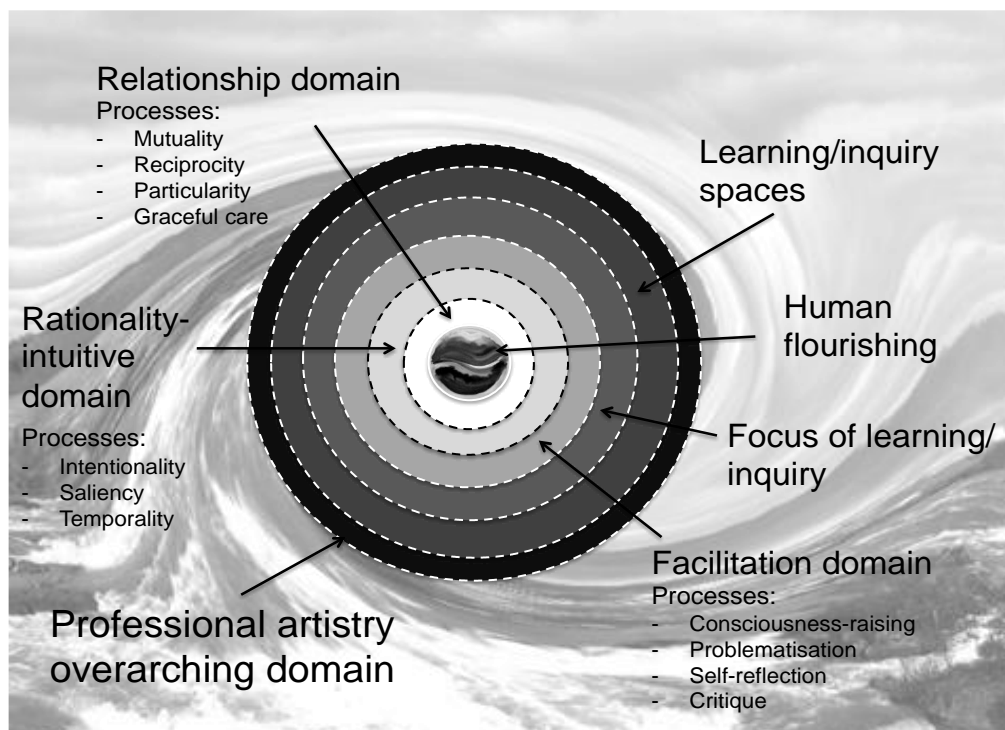 Relationship domain
Processes:
- Mutuality
- Reciprocity
- Particularity
- Graceful care
Learning/inquiry
spaces
Rationality-
intuitive
domain
Processes:
- Intentionality
- Saliency
- Temporality
Human
flourishing
Focus of learning/
inquiry
Professional artistry
overarching domain
Facilitation domain
Processes:
- Consciousness-raising
- Problematisation
- Self-reflection
- Critique